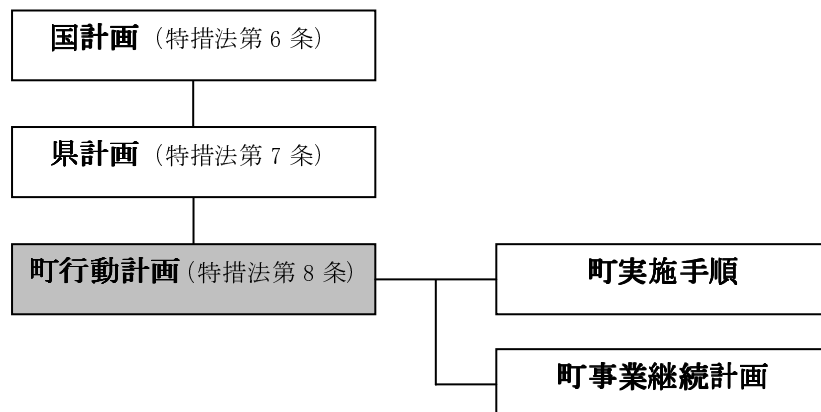 国計画（特措法第 6 条）
県計画（特措法第 7 条）
町行動計画（特措法第 8 条）
町実施手順
町事業継続計画